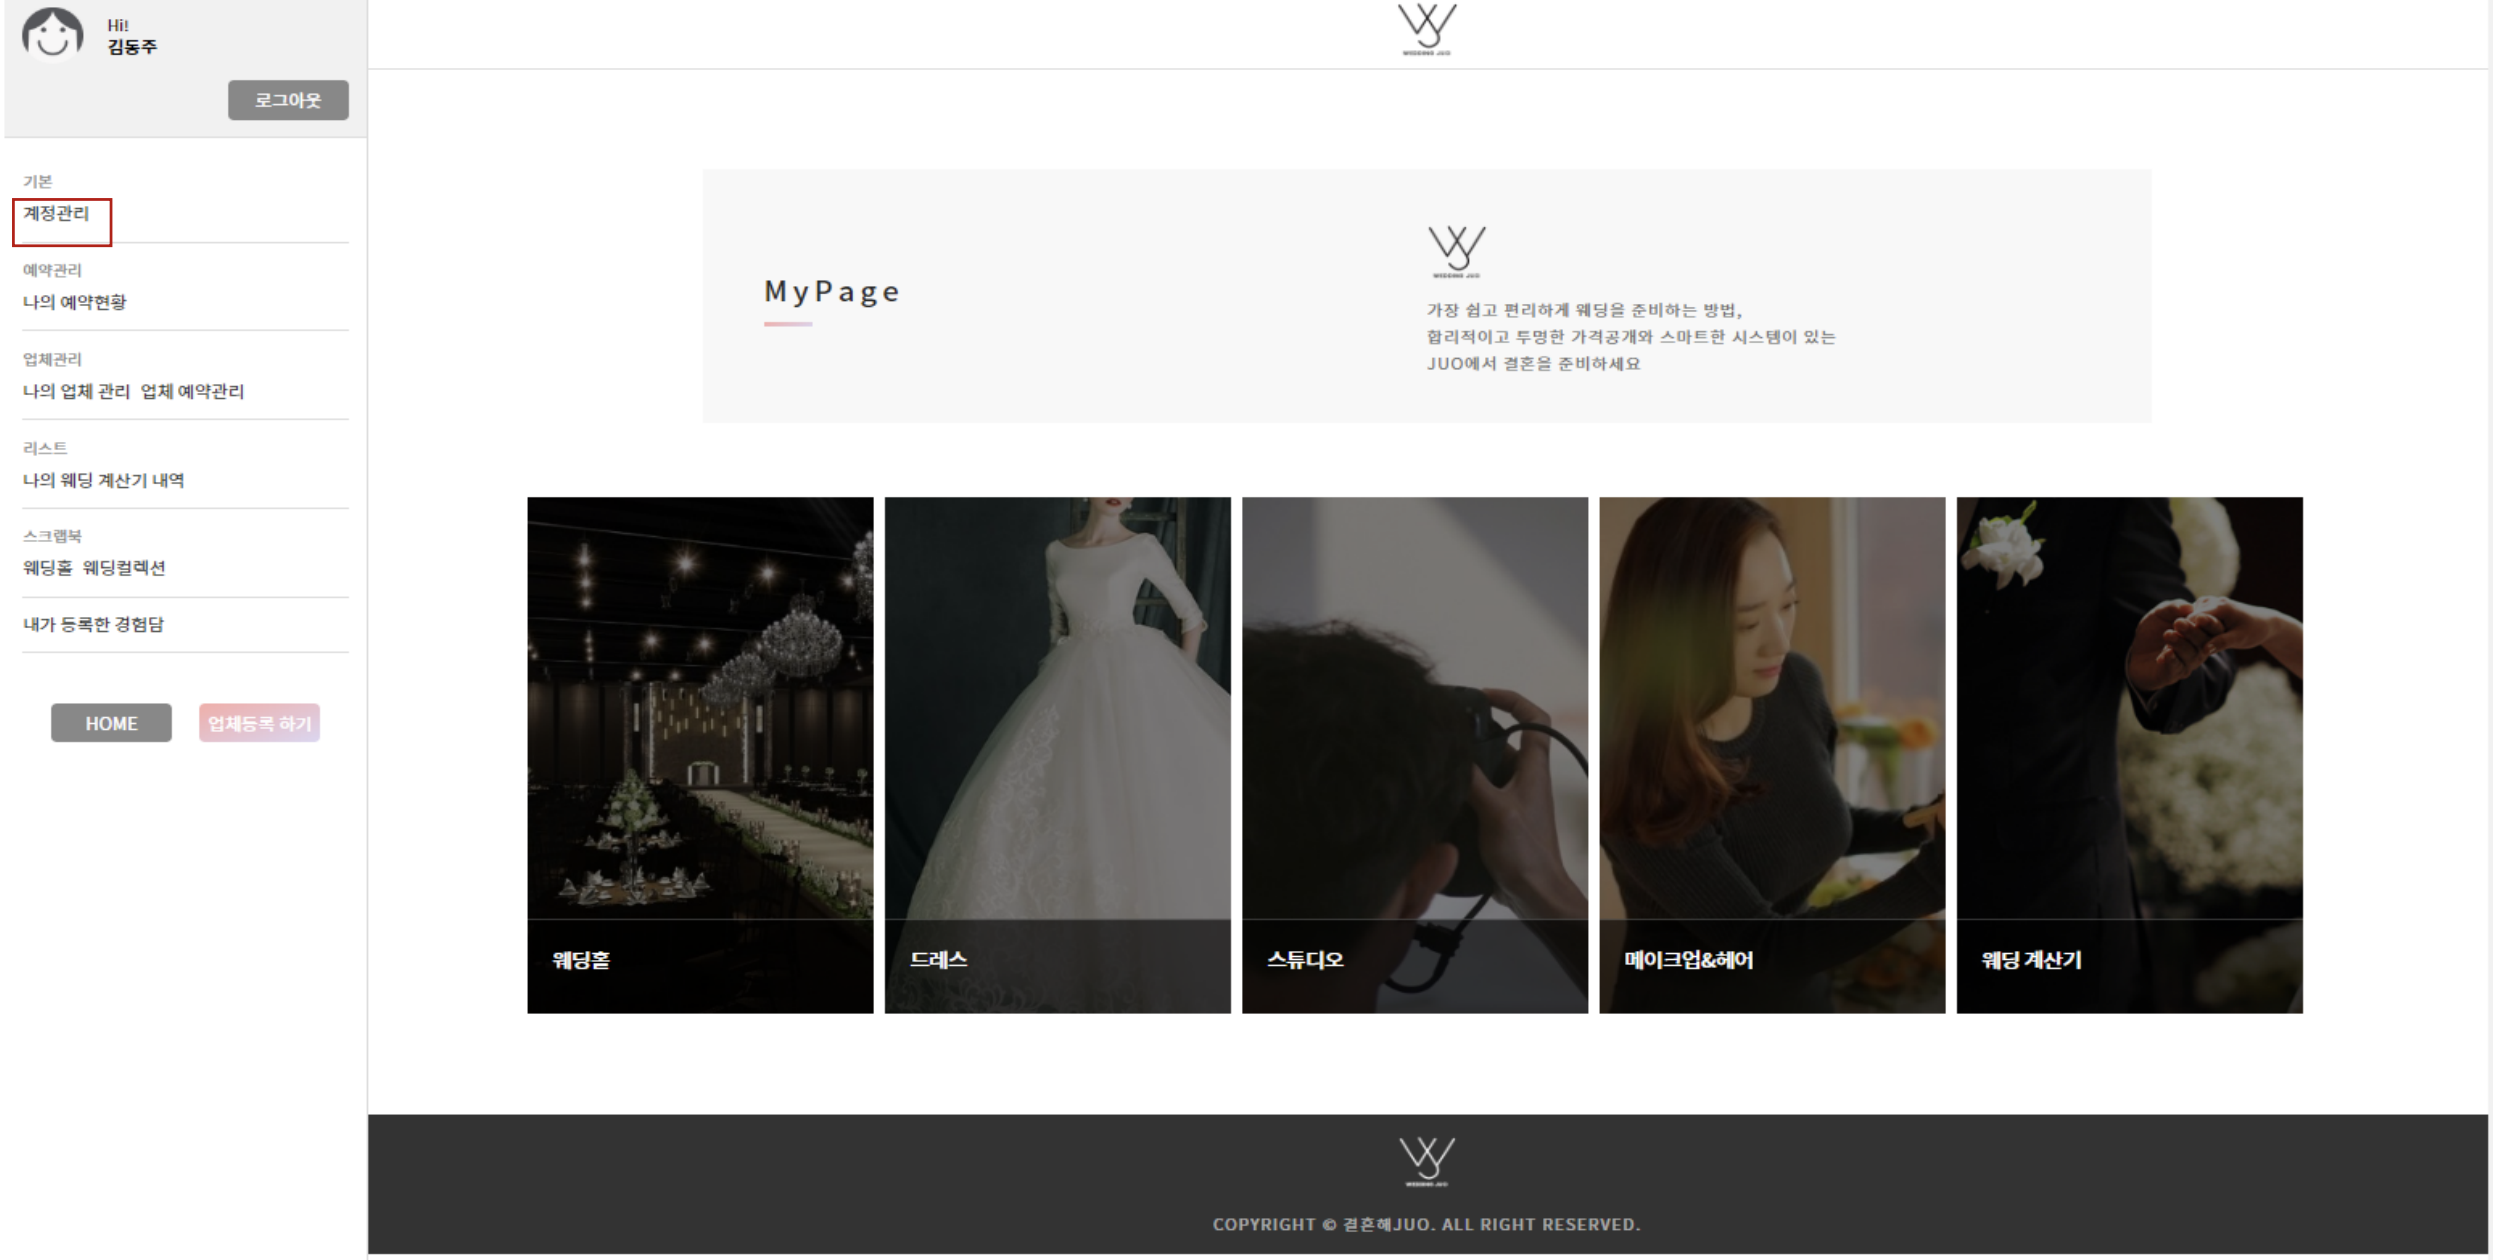 Hi!
김동주
로그아웃
기본
계정관리
예약관리
나의 예약현황
업체관리
나의 업체 관리 업체 예약관리
리스트
나의 웨딩 계산기 내역
스크랩북
웨딩홀 웨딩컬렉션
내가 등록한 경험담
HOME 업체등록 하기
WEDDING JUO
MyPage
WEDDING JUO
가장 쉽고 편리하게 웨딩을 준비하는 방법,
합리적이고 투명한 가격공개와 스마트한 시스템이 있는
JUO에서 결혼을 준비하세요
웨딩홀 드레스 스튜디오 메이크업&헤어 웨딩 계산기
WEDDING JUO
COPYRIGHT © 결혼해JUO. ALL RIGHT RESERVED.